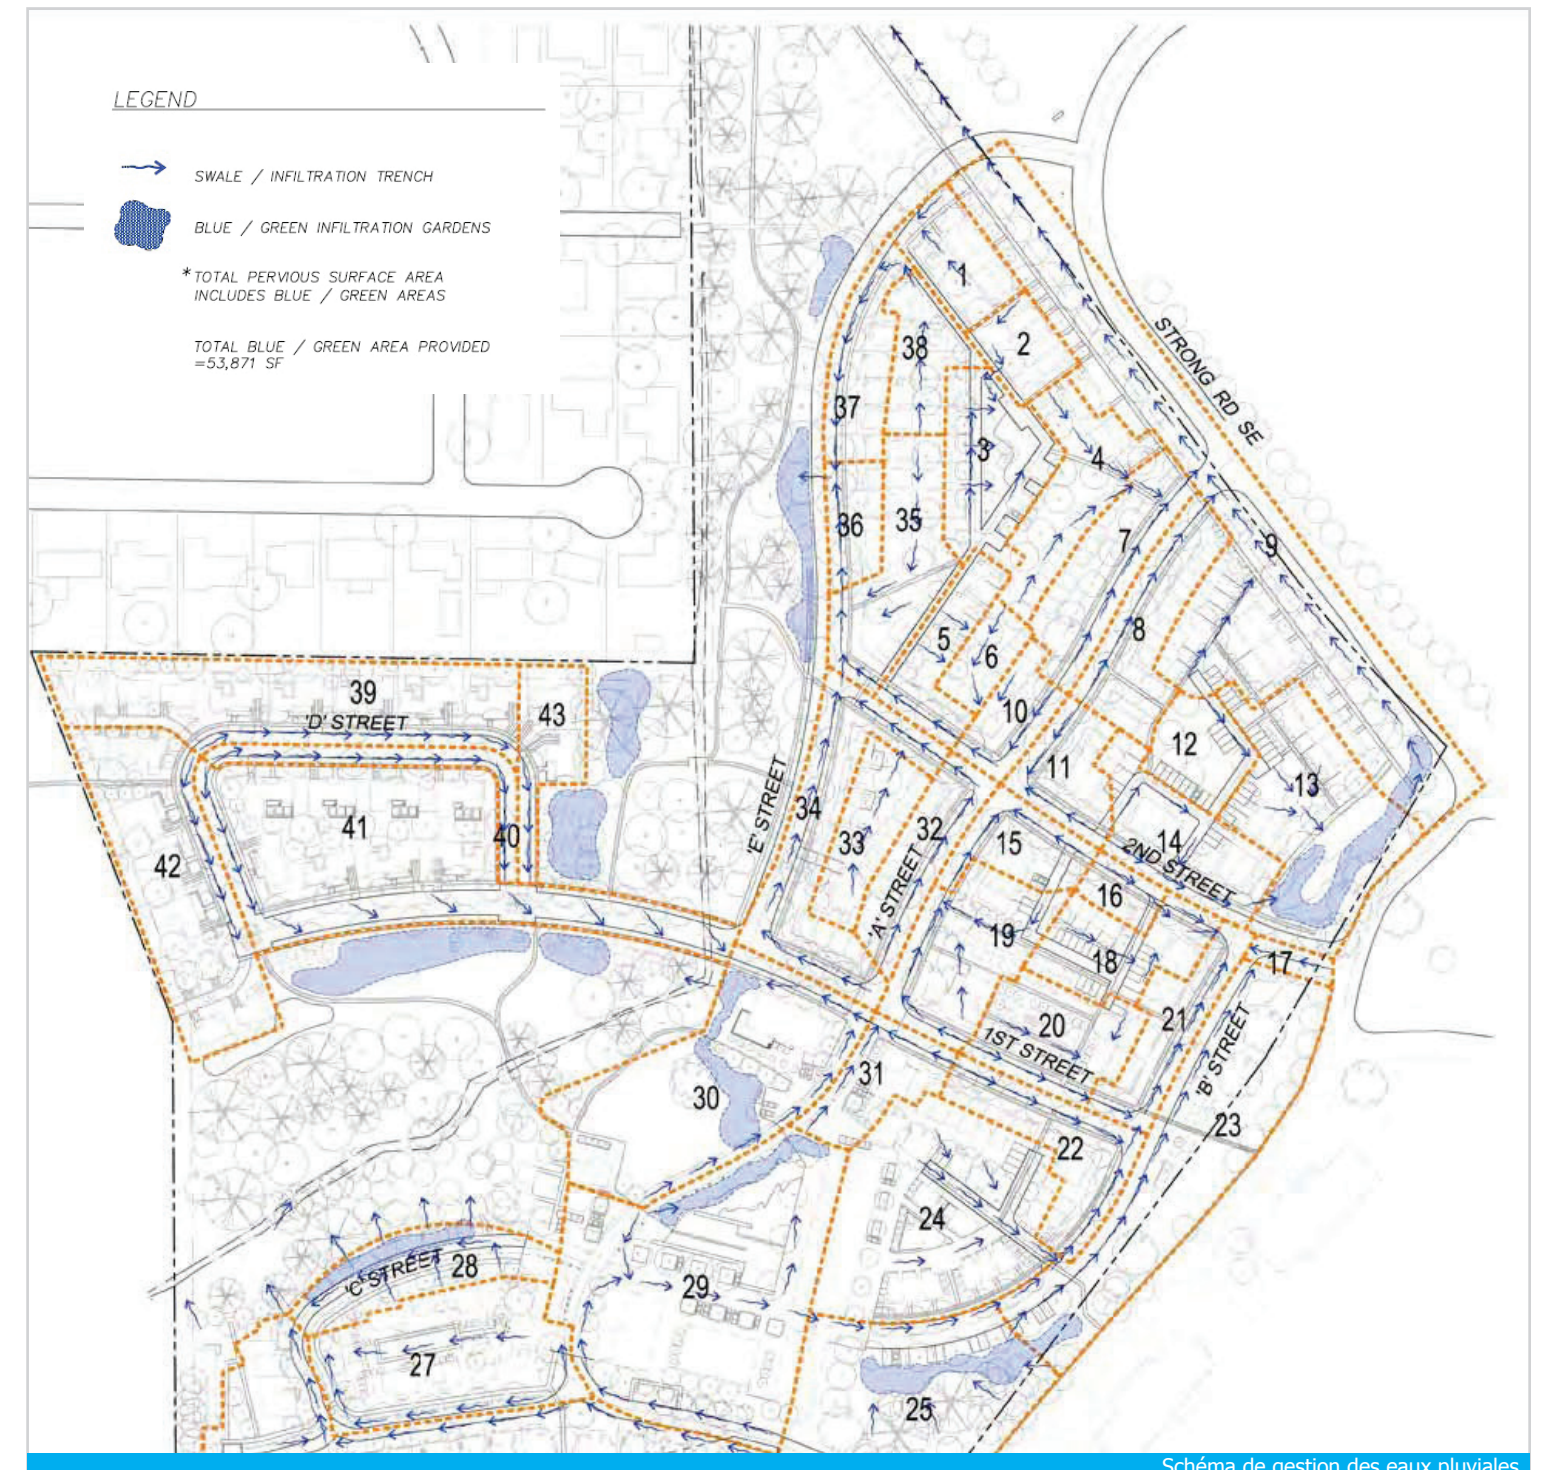 LEGEND
SWALE / INFILTRATION TRENCH
BLUE / GREEN INFILTRATION GARDENS
*TOTAL PERVIOUS SURFACE AREA
INCLUDES BLUE / GREEN AREAS
TOTAL BLUE / GREEN AREA PROVIDED
=53,871 SF
1
2
38
STRONG RD SE
37
3
4
36
35
7
9
8
5
6
39
'D' STREET
43
10
12
11
13
'E' STREET
34
41
40
33
32
15
14
2ND STREET
42
16
'A' STREET
19
18
17
20
21
1ST STREET
'B' STREET
31
30
23
22
24
'C' STREET
28
29
27
25
Schéma de gestion des eaux pluviales